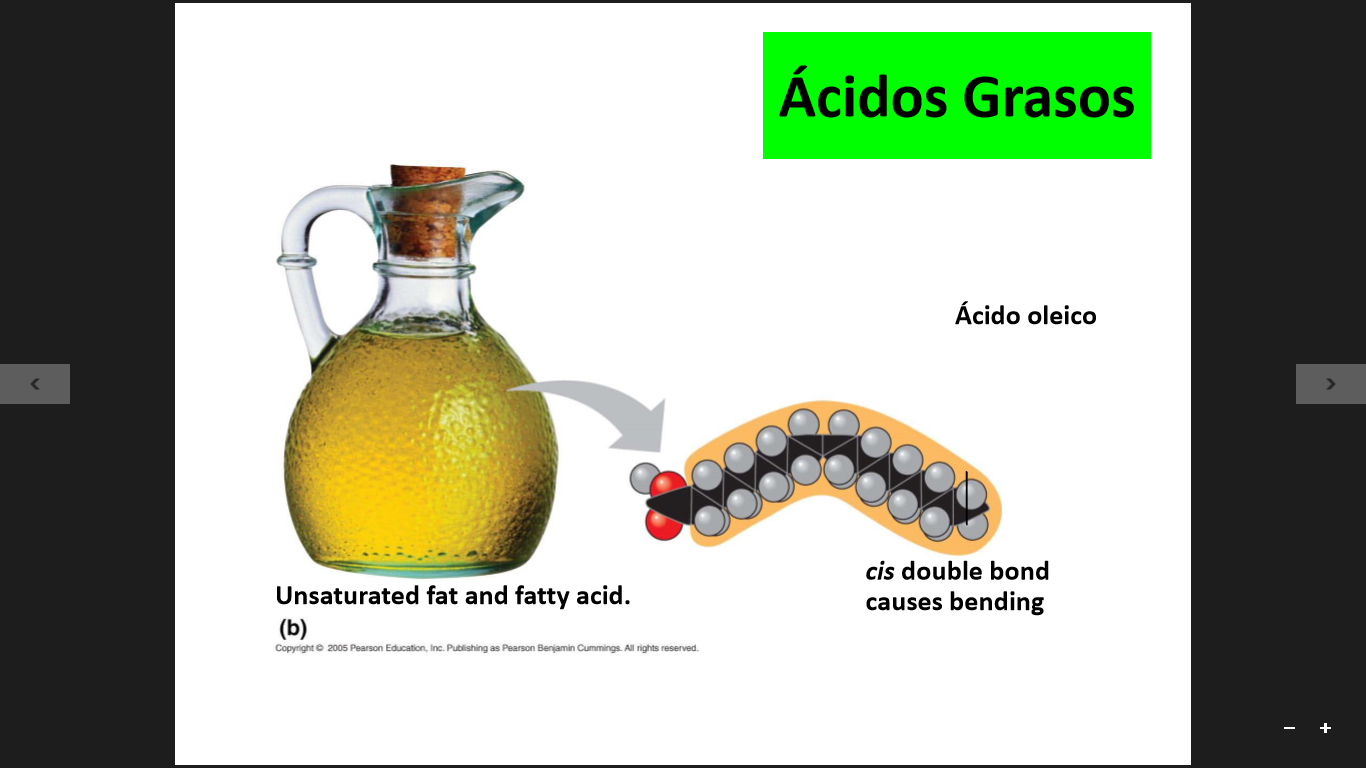 Ácidos Grasos
Ácido oleico
cis double bond
causes bending
Unsaturated fat and fatty acid.
(b)
Copyright © 2005 Pearson Education, Inc. Publishing as Pearson Benjamin Cummings. All rights reserved.